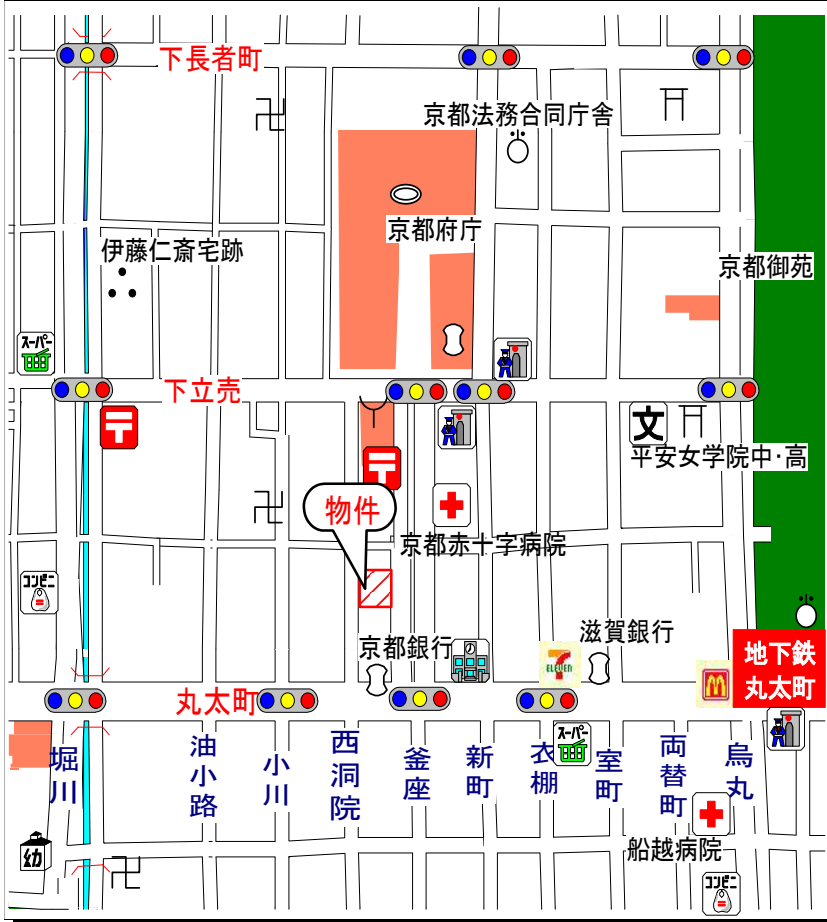 下長者町
京都法務合同庁舎
京都府庁
伊藤仁斎宅跡
京都御苑
スーパー
下立売
文
平安女学院中・高
物件
京都赤十字病院
コンビニ
滋賀銀行
京都銀行
7
ELEVEN
地下鉄
丸太町
丸太町
堀川
油小路
小川
西洞院
釜座
新町
衣棚
スーパー
室町
両替町
烏丸
船越病院
幼
コンビニ